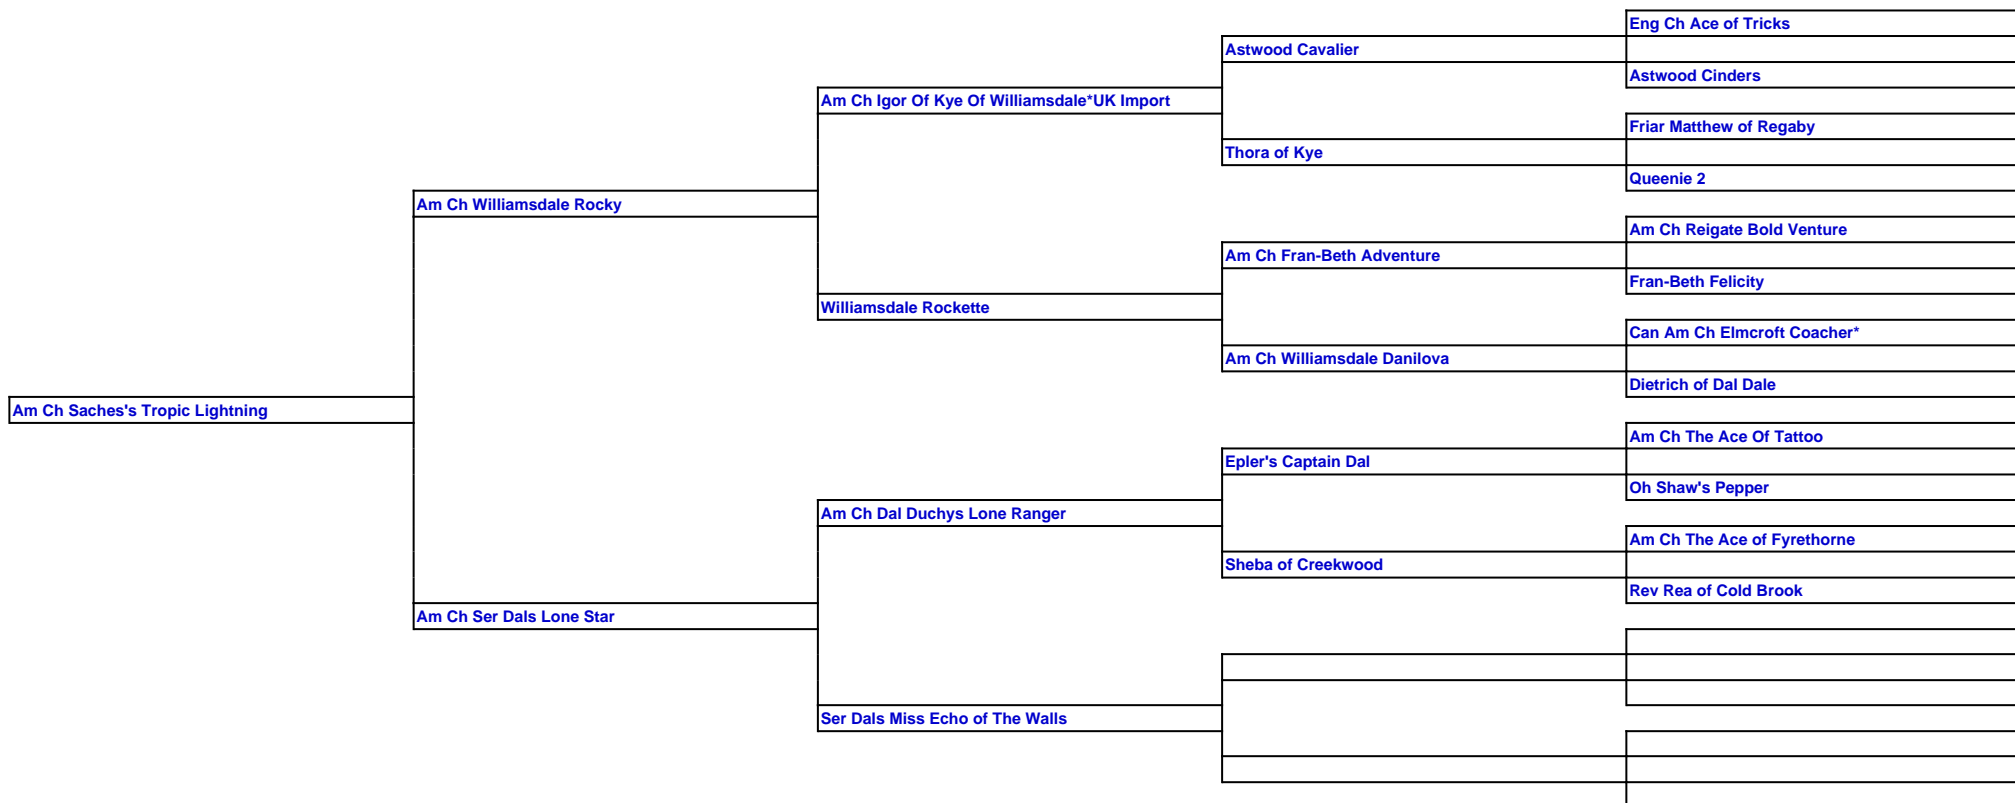 Eng Ch Ace of Tricks
Astwood Cavalier
Astwood Cinders
Am Ch Igor Of Kye Of Williamsdale*UK Import
Friar Matthew of Regaby
Thora of Kye
Queenie 2
Am Ch Williamsdale Rocky
Am Ch Reigate Bold Venture
Am Ch Fran-Beth Adventure
Fran-Beth Felicity
Williamsdale Rockette
Can Am Ch Elmcroft Coacher*
Am Ch Williamsdale Danilova
Dietrich of Dal Dale
Am Ch Saches's Tropic Lightning
Am Ch The Ace Of Tattoo
Epler's Captain Dal
Oh Shaw's Pepper
Am Ch Dal Duchys Lone Ranger
Am Ch The Ace of Fyrethorne
Sheba of Creekwood
Rev Rea of Cold Brook
Am Ch Ser Dals Lone Star
Ser Dals Miss Echo of The Walls